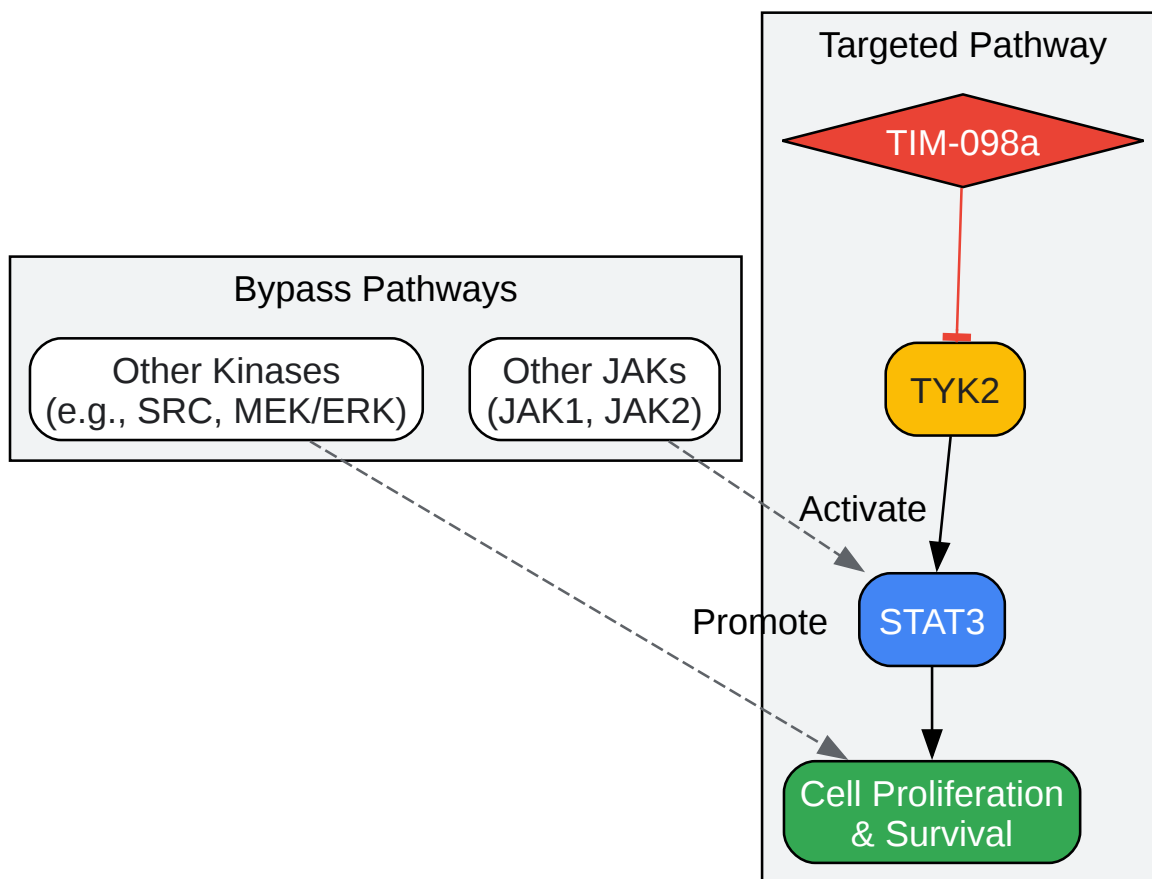 Targeted Pathway
TIM-098a
Bypass Pathways
Other Kinases
(e.g., SRC, MEK/ERK)
Other JAKs
(JAK1, JAK2)
TYK2
Activate
Promote
STAT3
Cell Proliferation
& Survival